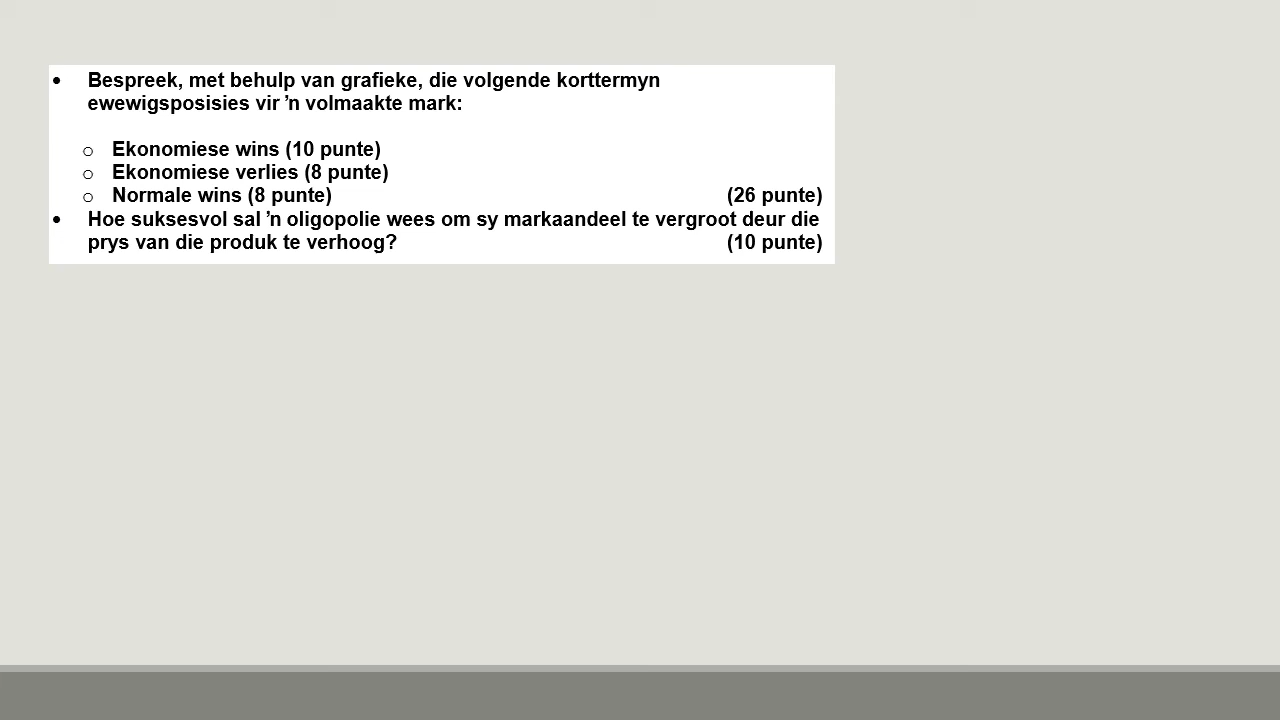 • Bespreek, met behulp van grafieke, die volgende korttermyn
ewewigsposisies vir ’n volmaakte mark:
o Ekonomiese wins (10 punte)
o Ekonomiese verlies (8 punte)
o Normale wins (8 punte) (26 punte)
• Hoe suksesvol sal ’n oligopolie wees om sy markaandeel te vergroot deur die
prys van die produk te verhoog? (10 punte)